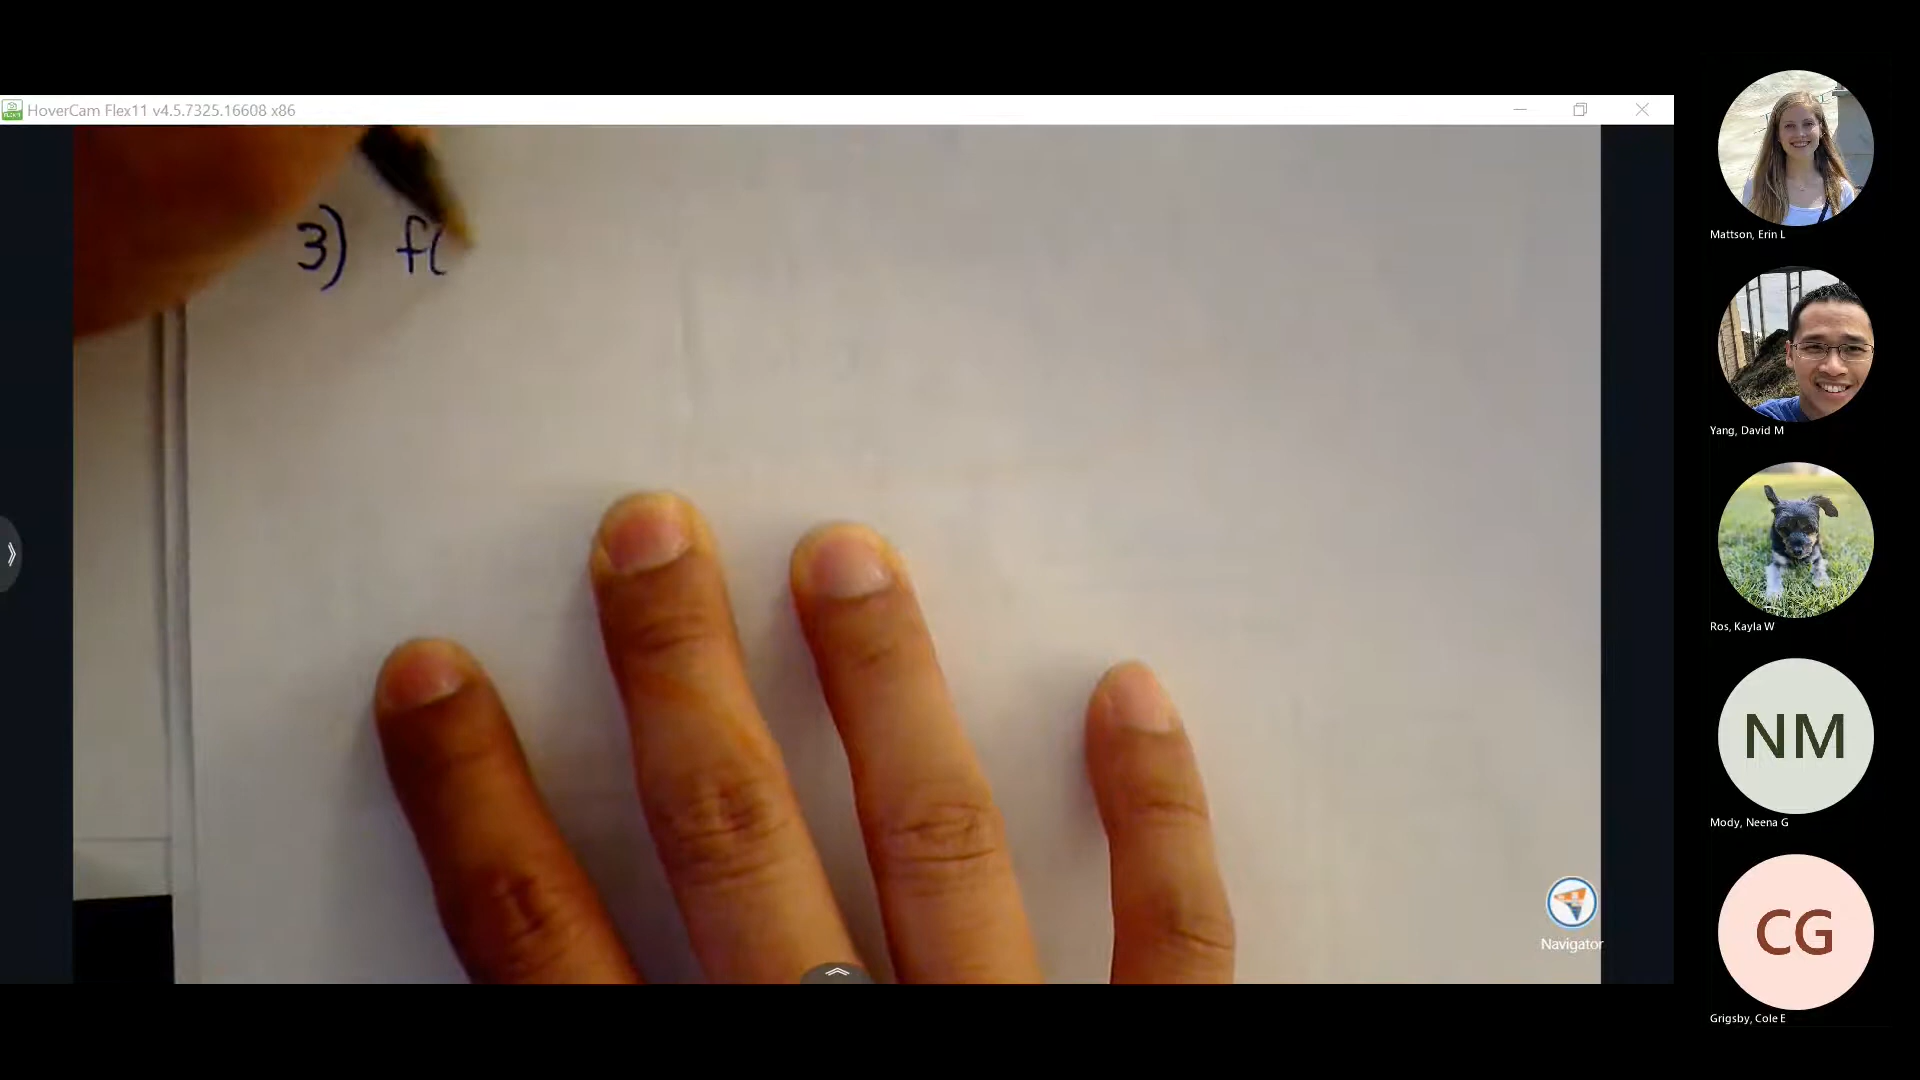 HoverCam Flex11 v4.5.7325.16608 x86
3) f(
Navigator
Mattson, Erin L
Yang, David M
Ros, Kayla W
NM
Mody, Neena G
CG
Grigsby, Cole E